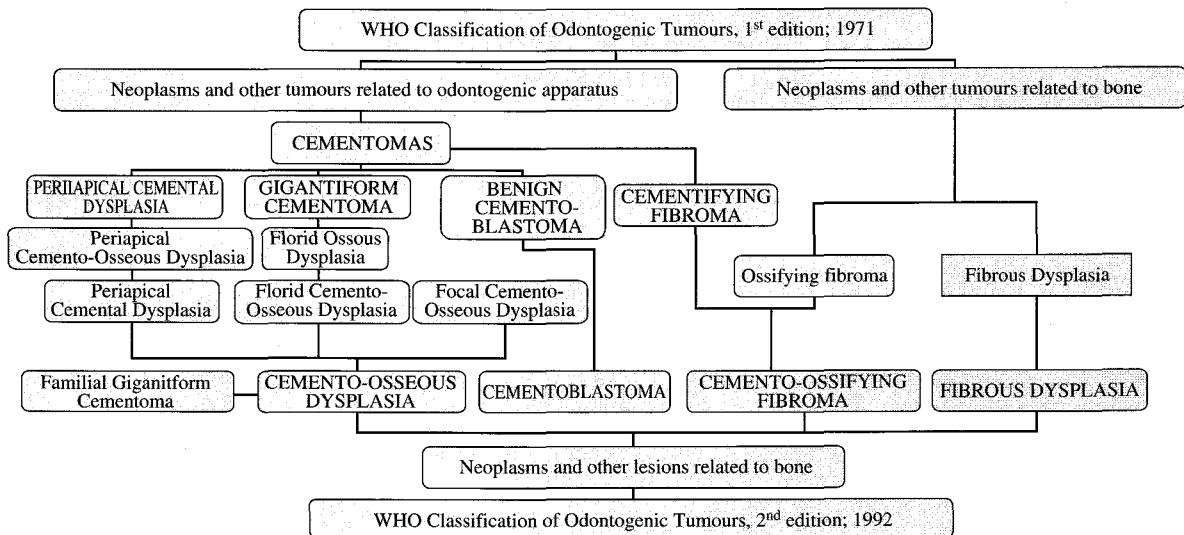 WHO Classification of Odontogenic Tumours, 1st edition; 1971
Neoplasms and other tumours related to odontogenic apparatus
Neoplasms and other tumours related to bone
CEMENTOMAS
PERIIAPICAL CEMENTAL
DYSPLASIA
GIGANTIFORM
CEMENTOMA
BENIGN
CEMENTO-
BLASTOMA
CEMENTIFYING
FIBROMA
Periapical
Cemento-Osseous Dysplasia
Florid Ossous
Dysplasia
Ossifying fibroma
Fibrous Dysplasia
Periapical
Cemental Dysplasia
Florid Cemento-
Osseous Dysplasia
Focal Cemento-
Osseous Dysplasia
Familial Giganitform
Cementoma
CEMENTO-OSSEOUS
DYSPLASIA
CEMENTOBLASTOMA
CEMENTO-OSSIFYING
FIBROMA
FIBROUS DYSPLASIA
Neoplasms and other lesions related to bone
WHO Classification of Odontogenic Tumours, 2nd edition; 1992